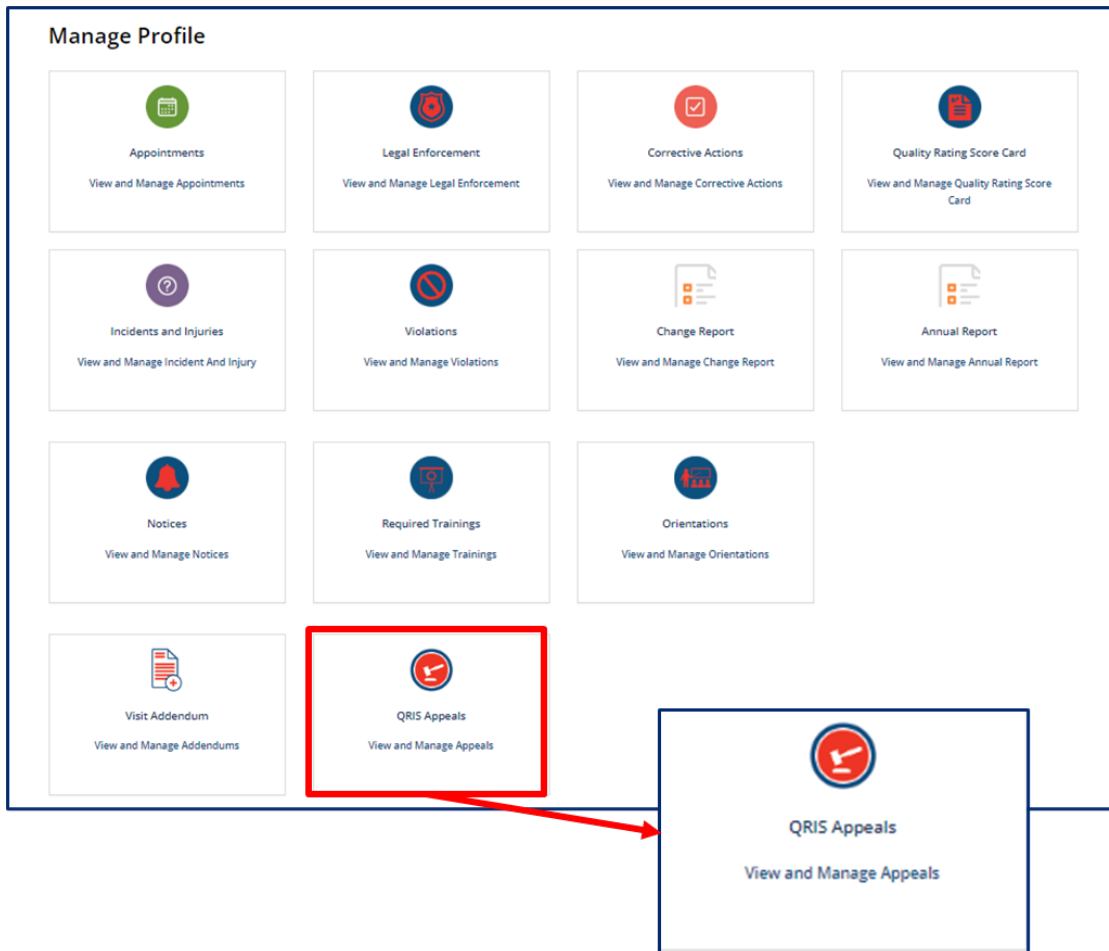 Manage Profile
Appointments
View and Manage Appointments
Legal Enforcement
View and Manage Legal Enforcement
Corrective Actions
View and Manage Corrective Actions
Quality Rating Score Card
View and Manage Quality Rating Score
Card
Incidents and Injuries
View and Manage Incident And Injury
Violations
View and Manage Violations
Change Report
View and Manage Change Report
Annual Report
View and Manage Annual Report
Notices
View and Manage Notices
Required Trainings
View and Manage Trainings
Orientations
View and Manage Orientations
Visit Addendum
View and Manage Addendums
QRIS Appeals
View and Manage Appeals
QRIS Appeals
View and Manage Appeals